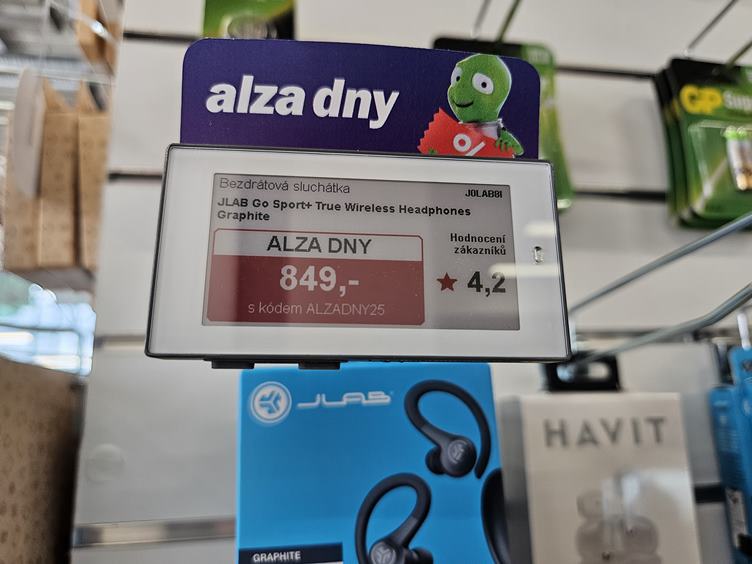 alza dny
%
Bezdrátová sluchátka
J0LAB8I
JLAB Go Sport+ True Wireless Headphones
Graphite
ALZA DNY
849,-
s kódem ALZADNY25
Hodnocení
zákazníků
4,2
JLAB
GRAPHITE
HAVIT
GP